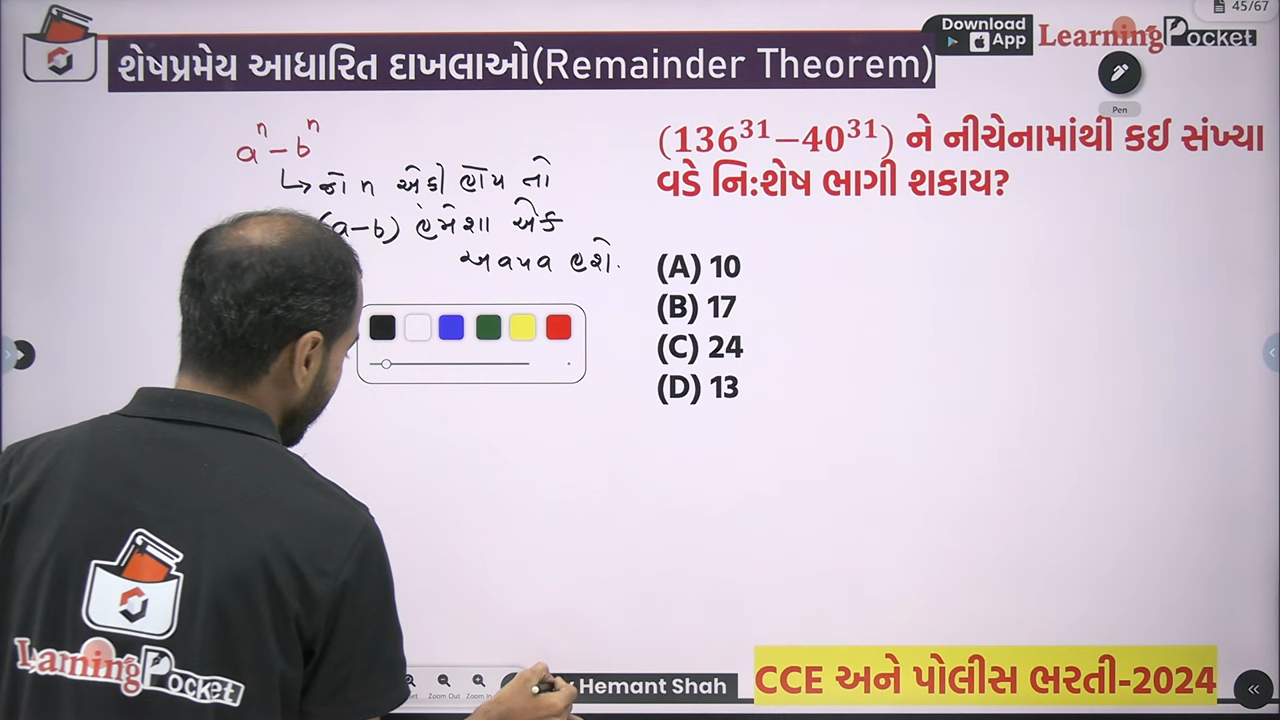 45/67
Download
App
Learning Pocket
શેષપ્રમેય આધારિત દાખલાઓ(Remainder Theorem)
Pen
aⁿ - bⁿ
↳ જો n એકી હોય તો
(a-b) હંમેશા એક
અવયવ હશે.
(136³¹−40³¹) ને નીચેનામાંથી કઈ સંખ્યા
વડે નિ:શેષ ભાગી શકાય?
(A) 10
(B) 17
(C) 24
(D) 13
Learning Pocket
Zoom Out
Zoom In
Hemant Shah
CCE અને પોલીસ ભરતી-2024